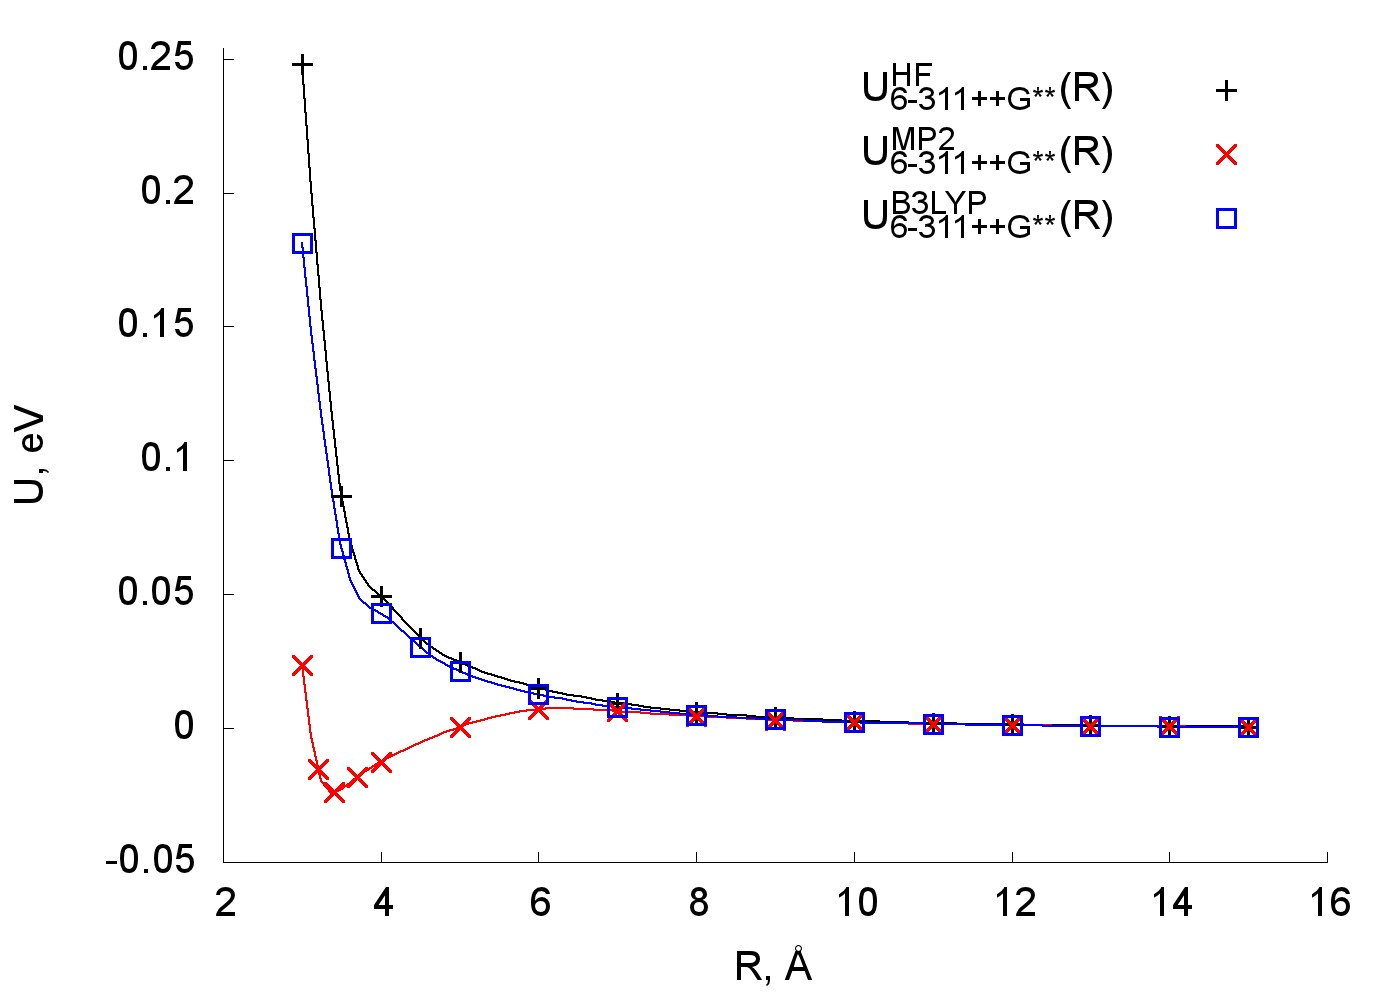 0.25
0.2
0.15
0.1
0.05
0
-0.05
U, eV
2 4 6 8 10 12 14 16
R, Å
U^HF_6-311++G**(R)
U^MP2_6-311++G**(R)
U^B3LYP_6-311++G**(R)